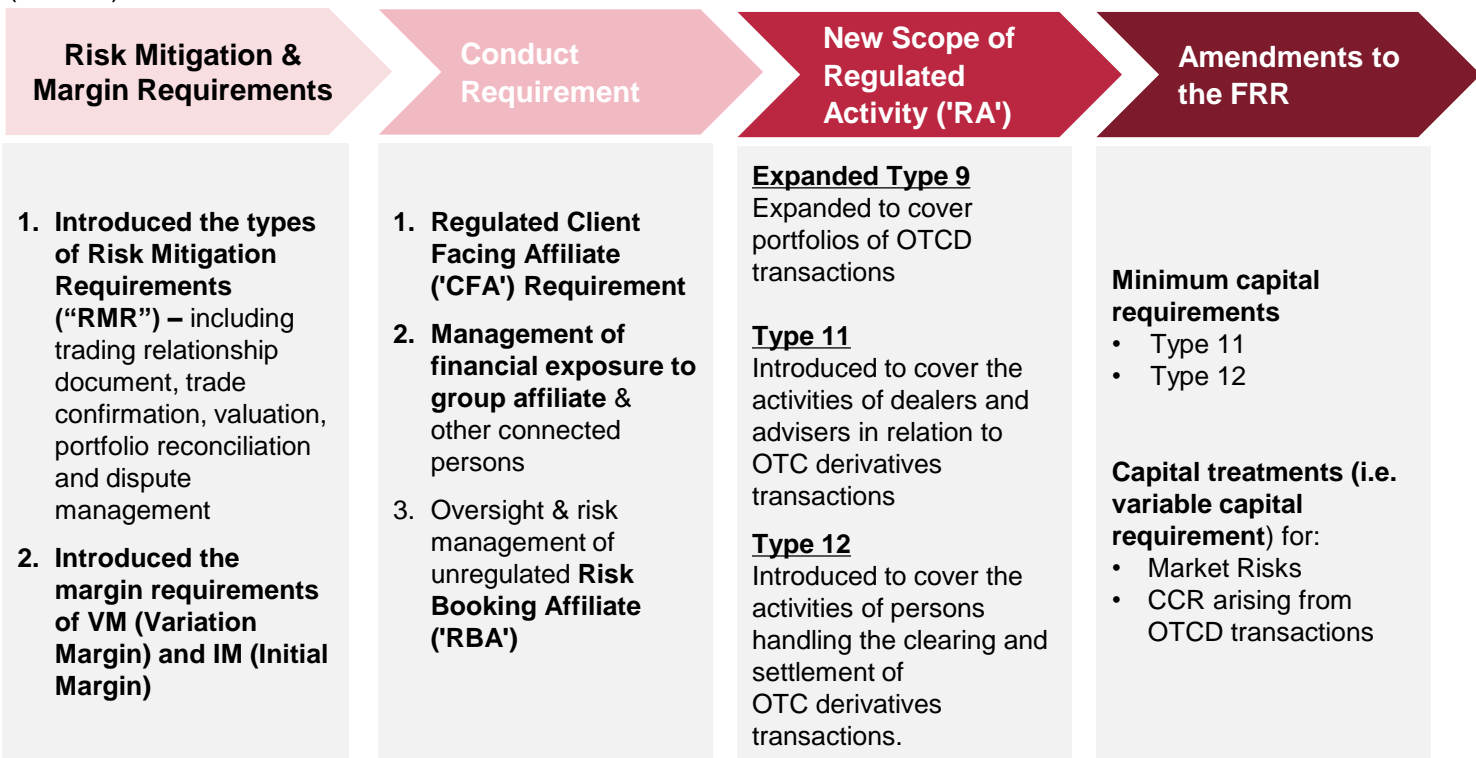 Risk Mitigation &
Margin Requirements
Conduct
Requirement
New Scope of
Regulated
Activity ('RA')
Amendments to
the FRR
1. Introduced the types
of Risk Mitigation
Requirements
(“RMR”) – including
trading relationship
document, trade
confirmation, valuation,
portfolio reconciliation
and dispute
management
2. Introduced the
margin requirements
of VM (Variation
Margin) and IM (Initial
Margin)
1. Regulated Client
Facing Affiliate
('CFA') Requirement
2. Management of
financial exposure to
group affiliate &
other connected
persons
3. Oversight & risk
management of
unregulated Risk
Booking Affiliate
('RBA')
Expanded Type 9
Expanded to cover
portfolios of OTCD
transactions
Type 11
Introduced to cover the
activities of dealers and
advisers in relation to
OTC derivatives
transactions
Type 12
Introduced to cover the
activities of persons
handling the clearing and
settlement of
OTC derivatives
transactions.
Minimum capital
requirements
• Type 11
• Type 12
Capital treatments (i.e.
variable capital
requirement) for:
• Market Risks
• CCR arising from
OTCD transactions